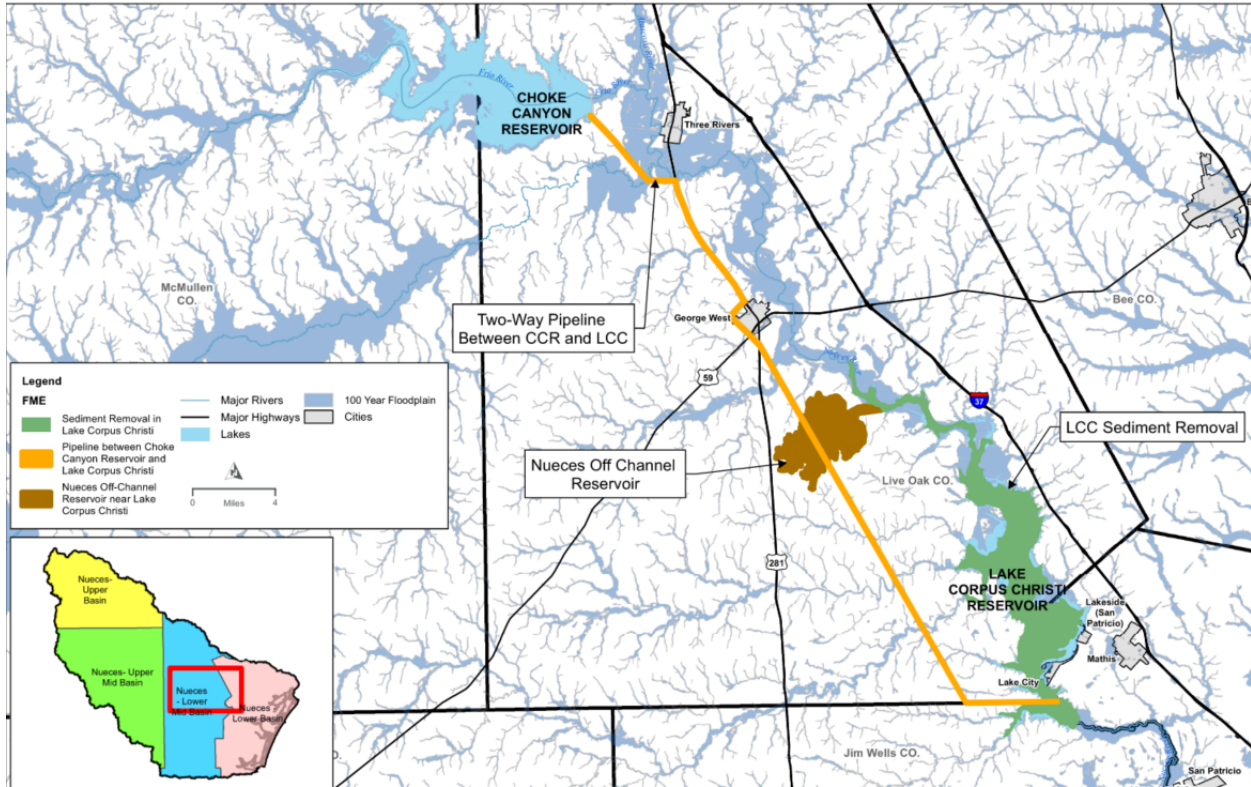 Frio River
CHOKE
CANYON
RESERVOIR
Three Rivers
McMullen
CO.
Two-Way Pipeline
Between CCR and LCC
George West
Bee CO.
59
37
LCC Sediment Removal
Nueces Off Channel
Reservoir
Live Oak CO.
281
LAKE
CORPUS CHRISTI
RESERVOIR
Lakeside
(San
Patricio)
Mathis
Lake City
Jim Wells CO.
San Patricio
Legend
FME
Sediment Removal in
Lake Corpus Christi
Pipeline between Choke
Canyon Reservoir and
Lake Corpus Christi
Nueces Off-Channel
Reservoir near Lake
Corpus Christi
Major Rivers
Major Highways
Lakes
100 Year Floodplain
Cities
0
4
Miles
Nueces-
Upper
Basin
Nueces- Upper
Mid Basin
Nueces
- Lower
Mid Basin
Nueces
Lower Basin